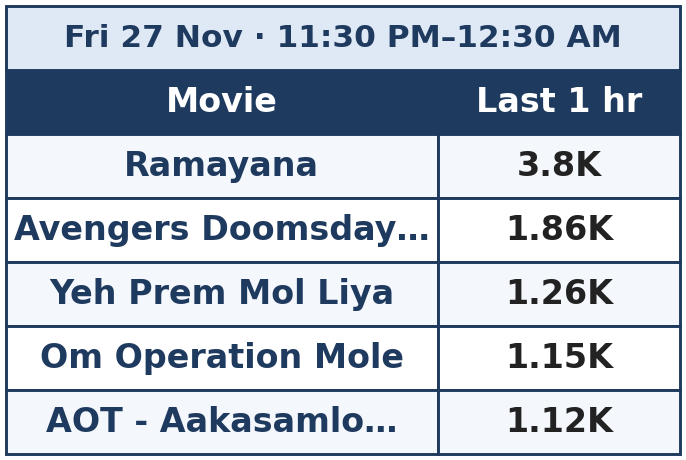 Fri 27 Nov · 11:30 PM–12:30 AM
Movie Last 1 hr
Ramayana 3.8K
Avengers Doomsday... 1.86K
Yeh Prem Mol Liya 1.26K
Om Operation Mole 1.15K
AOT - Aakasamlo... 1.12K